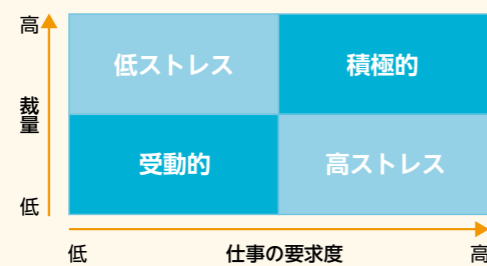 高
低ストレス
積極的
裁量
受動的
高ストレス
低
低
仕事の要求度
高